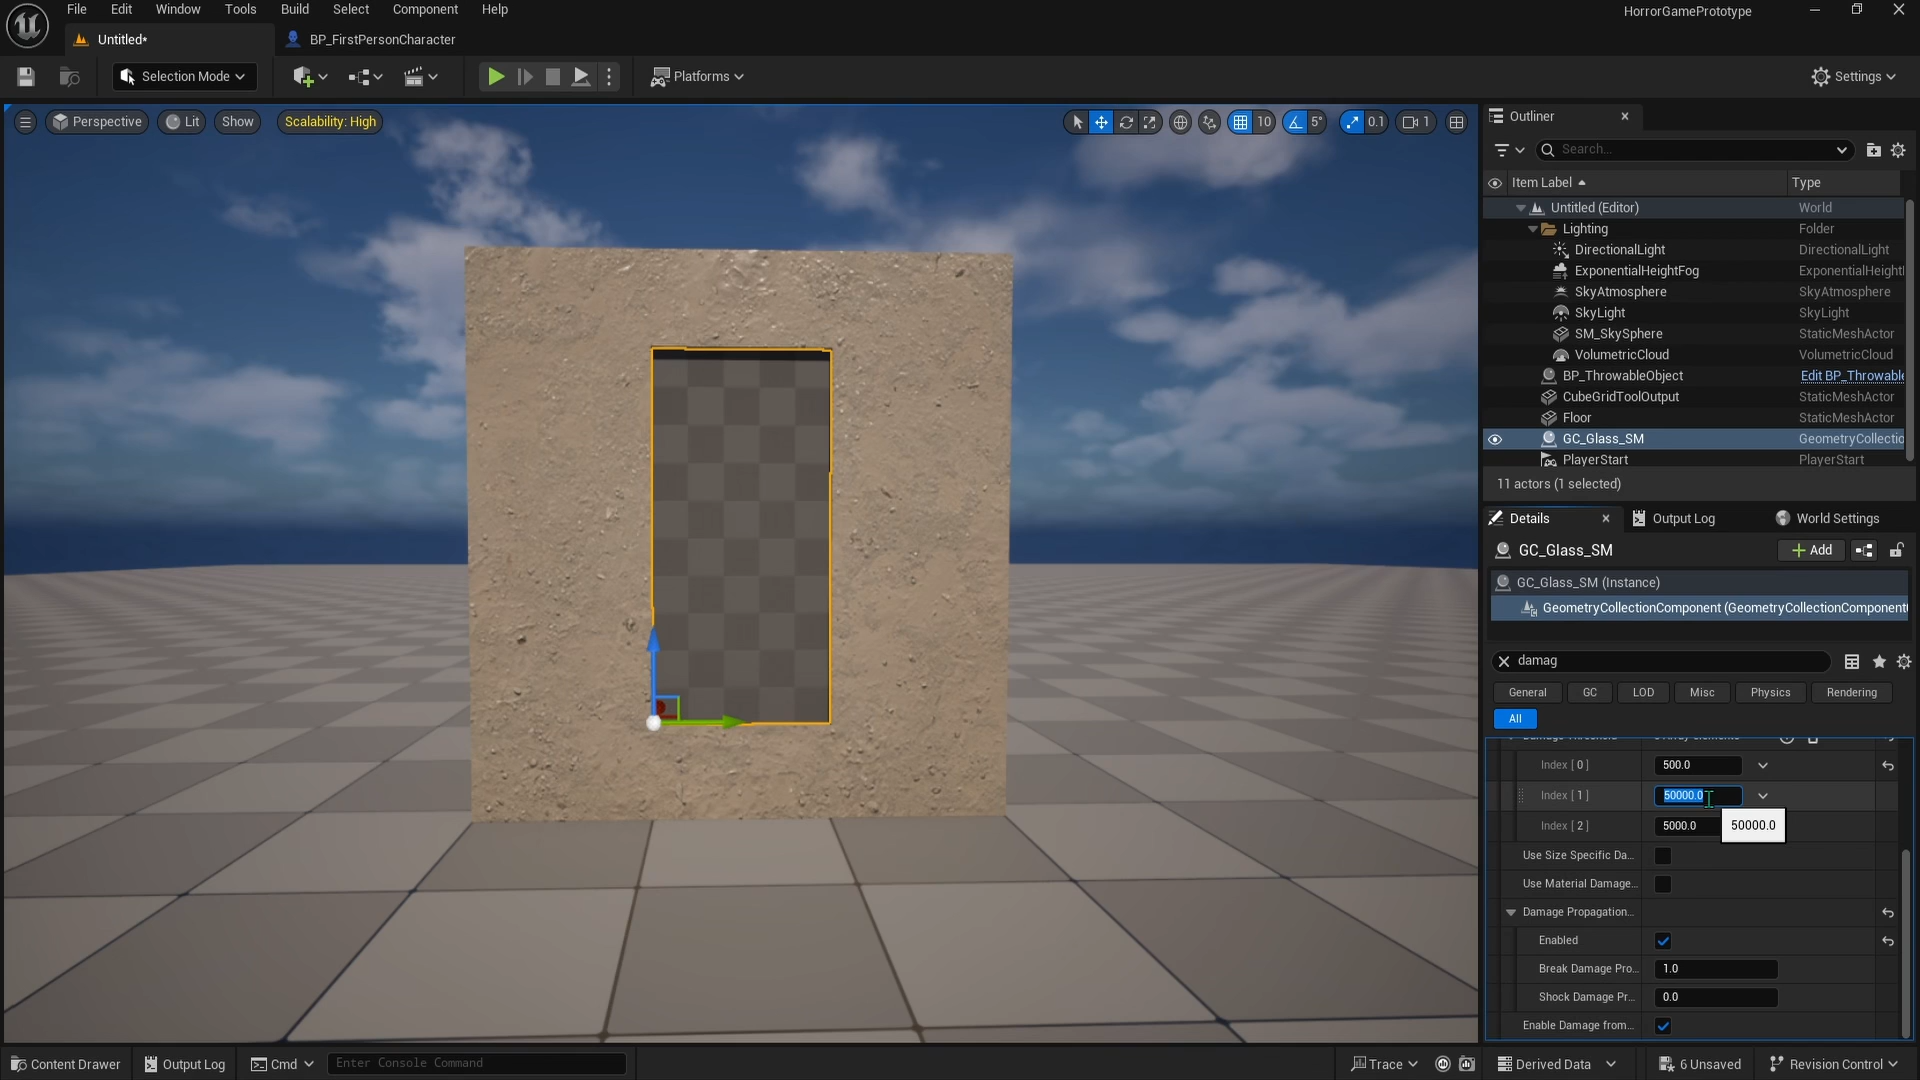 File Edit Window Tools Build Select Component Help
HorrorGamePrototype
Untitled*
BP_FirstPersonCharacter
Selection Mode
Platforms
Settings
Perspective
Lit
Show
Scalability: High
10
5°
0.1
1
Outliner
Search...
Item Label
Type
Untitled (Editor) World
Lighting Folder
DirectionalLight DirectionalLight
ExponentialHeightFog ExponentialHeightF
SkyAtmosphere SkyAtmosphere
SkyLight SkyLight
SM_SkySphere StaticMeshActor
VolumetricCloud VolumetricCloud
BP_ThrowableObject Edit BP_Throwable
CubeGridToolOutput StaticMeshActor
Floor StaticMeshActor
GC_Glass_SM GeometryCollectio
PlayerStart PlayerStart
11 actors (1 selected)
Details
Output Log
World Settings
GC_Glass_SM
Add
GC_Glass_SM (Instance)
GeometryCollectionComponent (GeometryCollectionComponent
damag
General
GC
LOD
Misc
Physics
Rendering
All
Index [ 0 ] 500.0
Index [ 1 ] 50000.0
Index [ 2 ] 5000.0
50000.0
Use Size Specific Da...
Use Material Damage...
Damage Propagation...
Enabled
Break Damage Pro... 1.0
Shock Damage Pr... 0.0
Enable Damage from...
Content Drawer
Output Log
Cmd
Enter Console Command
Trace
Derived Data
6 Unsaved
Revision Control